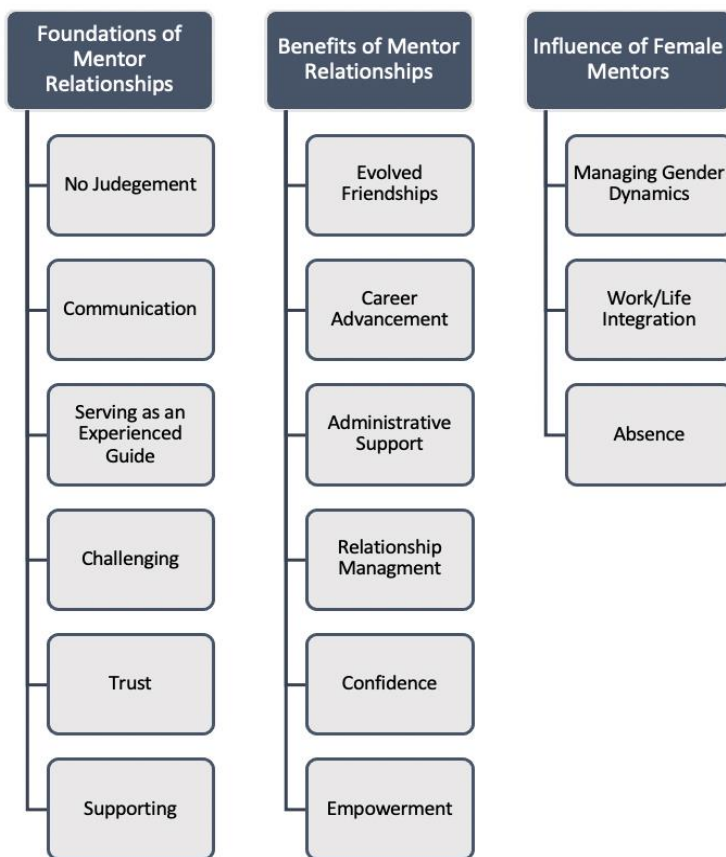 Foundations of
Mentor
Relationships
No Judegement
Communication
Serving as an
Experienced
Guide
Challenging
Trust
Supporting
Benefits of Mentor
Relationships
Evolved
Friendships
Career
Advancement
Administrative
Support
Relationship
Managment
Confidence
Empowerment
Influence of Female
Mentors
Managing Gender
Dynamics
Work/Life
Integration
Absence